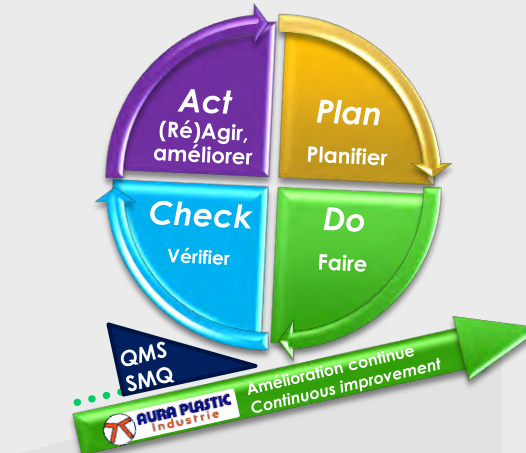 Act
(Ré)Agir,
améliorer
Plan
Planifier
Check
Vérifier
Do
Faire
QMS
SMQ
AURA PLASTIC
Industrie
Amélioration continue
Continuous improvement